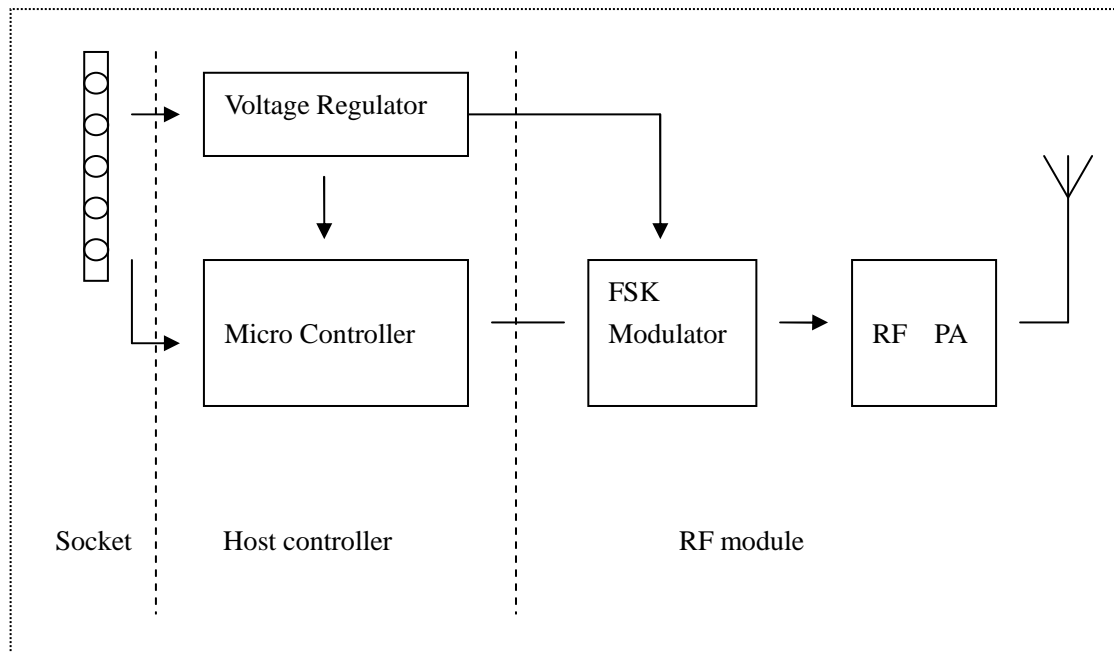 Voltage Regulator
Micro Controller
FSK
Modulator
RF PA
Socket
Host controller
RF module